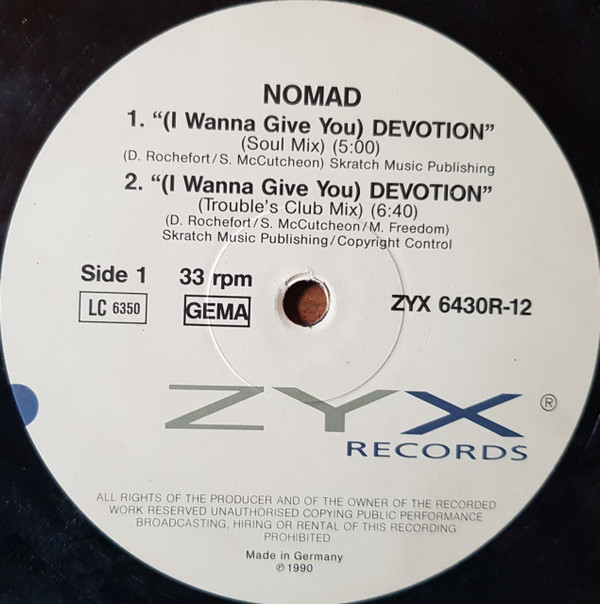 NOMAD
1. "(I Wanna Give You) DEVOTION"
(Soul Mix) (5:00)
(D. Rochefort/S. McCutcheon) Skratch Music Publishing
2. "(I Wanna Give You) DEVOTION"
(Trouble's Club Mix) (6:40)
(D. Rochefort/S. McCutcheon/M. Freedom)
Skratch Music Publishing/Copyright Control
Side 1 33 rpm
LC 6350 GEMA ZYX 6430R-12
ZYX ®
RECORDS
ALL RIGHTS OF THE PRODUCER AND OF THE OWNER OF THE RECORDED
WORK RESERVED UNAUTHORISED COPYING PUBLIC PERFORMANCE
BROADCASTING, HIRING OR RENTAL OF THIS RECORDING
PROHIBITED
Made in Germany
℗ 1990